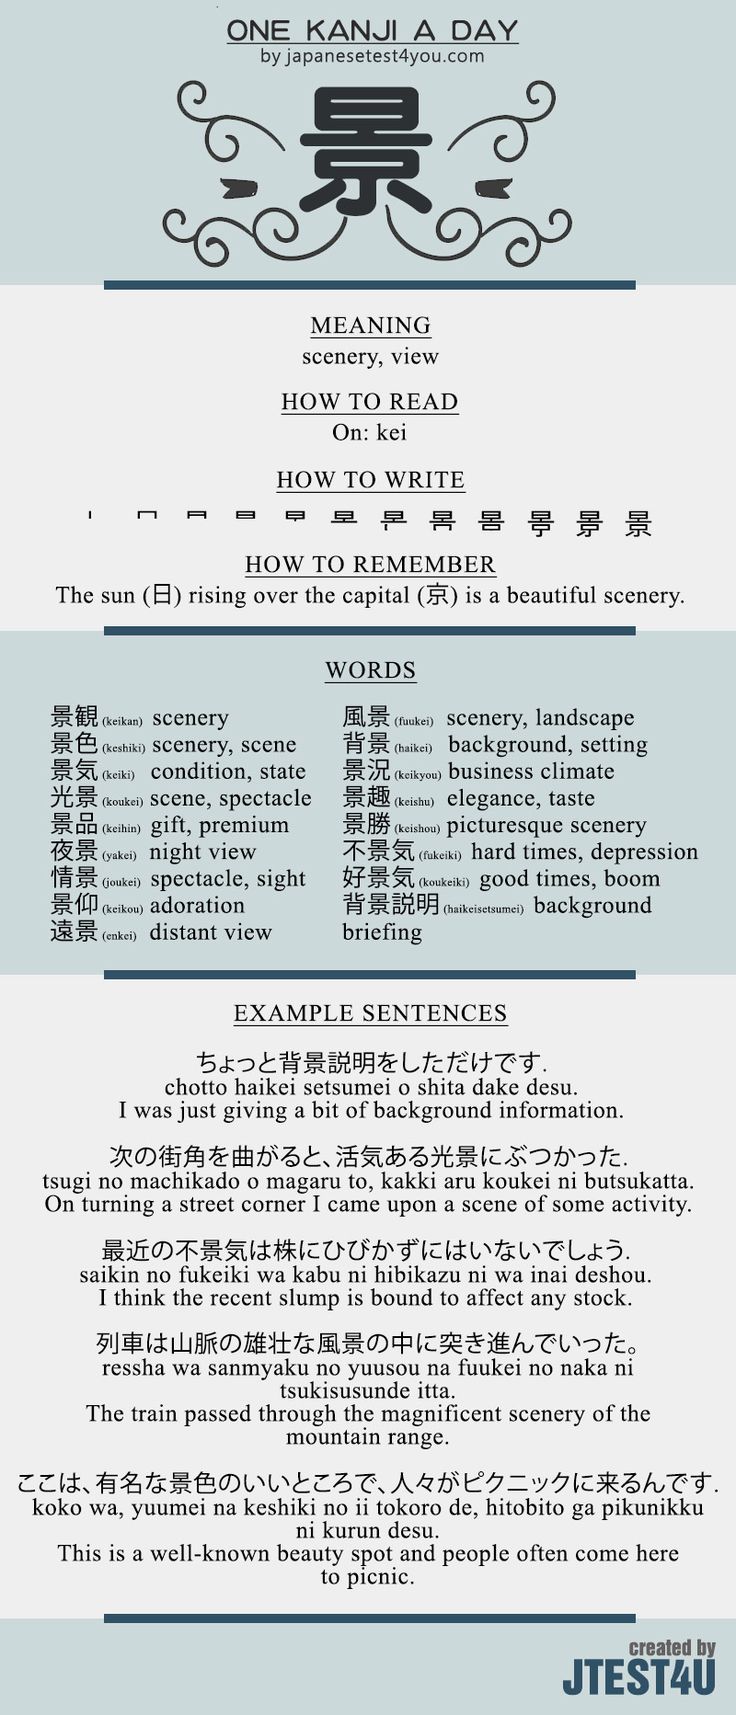 ONE KANJI A DAY
by japanesetest4you.com
景
MEANING
scenery, view
HOW TO READ
On: kei
HOW TO WRITE
HOW TO REMEMBER
The sun (日) rising over the capital (京) is a beautiful scenery.
WORDS
景観 (keikan) scenery
景色 (keshiki) scenery, scene
景気 (keiki) condition, state
光景 (koukei) scene, spectacle
景品 (keihin) gift, premium
夜景 (yakei) night view
情景 (joukei) spectacle, sight
景仰 (keikou) adoration
遠景 (enkei) distant view
風景 (fuukei) scenery, landscape
背景 (haikei) background, setting
景況 (keikyou) business climate
景趣 (keishu) elegance, taste
景勝 (keishou) picturesque scenery
不景気 (fukeiki) hard times, depression
好景気 (koukeiki) good times, boom
背景説明 (haikeisetsumei) background
briefing
EXAMPLE SENTENCES
ちょっと背景説明をしただけです.
chotto haikei setsumei o shita dake desu.
I was just giving a bit of background information.
次の街角を曲がると、活気ある光景にぶつかった.
tsugi no machikado o magaru to, kakki aru koukei ni butsukatta.
On turning a street corner I came upon a scene of some activity.
最近の不景気は株にひびかずにはいないでしょう.
saikin no fukeiki wa kabu ni hibikazu ni wa inai deshou.
I think the recent slump is bound to affect any stock.
列車は山脈の雄壮な風景の中に突き進んでいった。
ressha wa sanmyaku no yuusou na fuukei no naka ni
tsukisusunde itta.
The train passed through the magnificent scenery of the
mountain range.
ここは、有名な景色のいいところで、人々がピクニックに来るんです.
koko wa, yuumei na keshiki no ii tokoro de, hitobito ga pikunikku
ni kurun desu.
This is a well-known beauty spot and people often come here
to picnic.
created by
JTEST4U